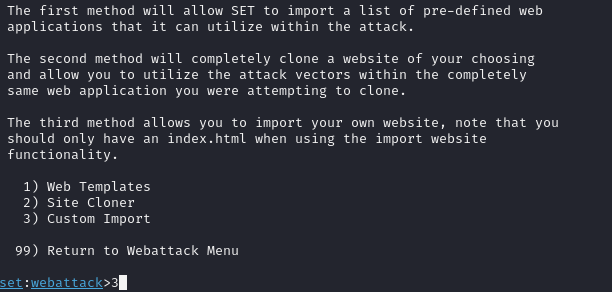 The first method will allow SET to import a list of pre-defined web
applications that it can utilize within the attack.
The second method will completely clone a website of your choosing
and allow you to utilize the attack vectors within the completely
same web application you were attempting to clone.
The third method allows you to import your own website, note that you
should only have an index.html when using the import website
functionality.
1) Web Templates
2) Site Cloner
3) Custom Import
99) Return to Webattack Menu
set:webattack>3